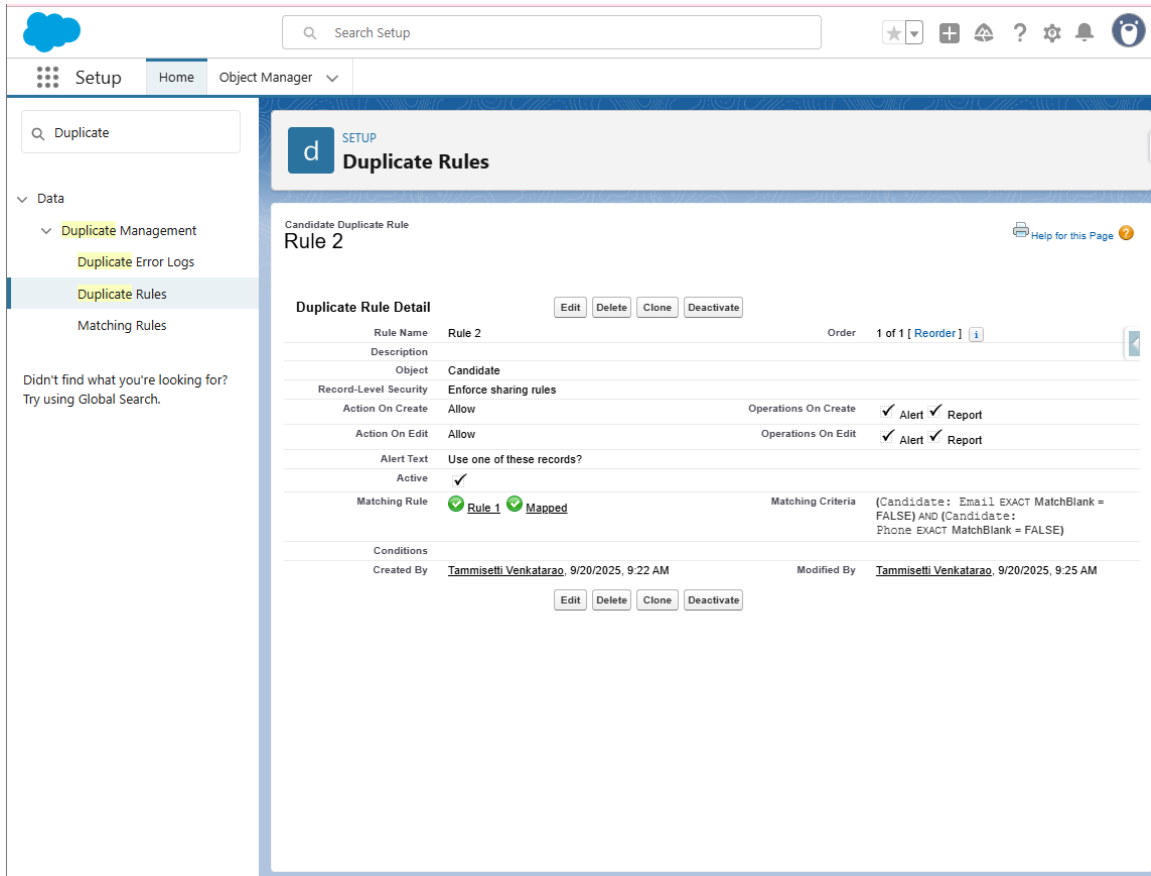 Search Setup
Setup
Home
Object Manager
Duplicate
d
SETUP
Duplicate Rules
Data
Duplicate Management
Duplicate Error Logs
Duplicate Rules
Matching Rules
Didn't find what you're looking for?
Try using Global Search.
Candidate Duplicate Rule
Rule 2
Help for this Page ?
Duplicate Rule Detail Edit Delete Clone Deactivate
Rule Name Rule 2 Order 1 of 1 [ Reorder ] i
Description
Object Candidate
Record-Level Security Enforce sharing rules
Action On Create Allow Operations On Create Alert Report
Action On Edit Allow Operations On Edit Alert Report
Alert Text Use one of these records?
Active
Matching Rule Rule 1 Mapped Matching Criteria (Candidate: Email EXACT MatchBlank =
FALSE) AND (Candidate:
Phone EXACT MatchBlank = FALSE)
Conditions
Created By Tammisetti Venkatarao, 9/20/2025, 9:22 AM Modified By Tammisetti Venkatarao, 9/20/2025, 9:25 AM
Edit Delete Clone Deactivate